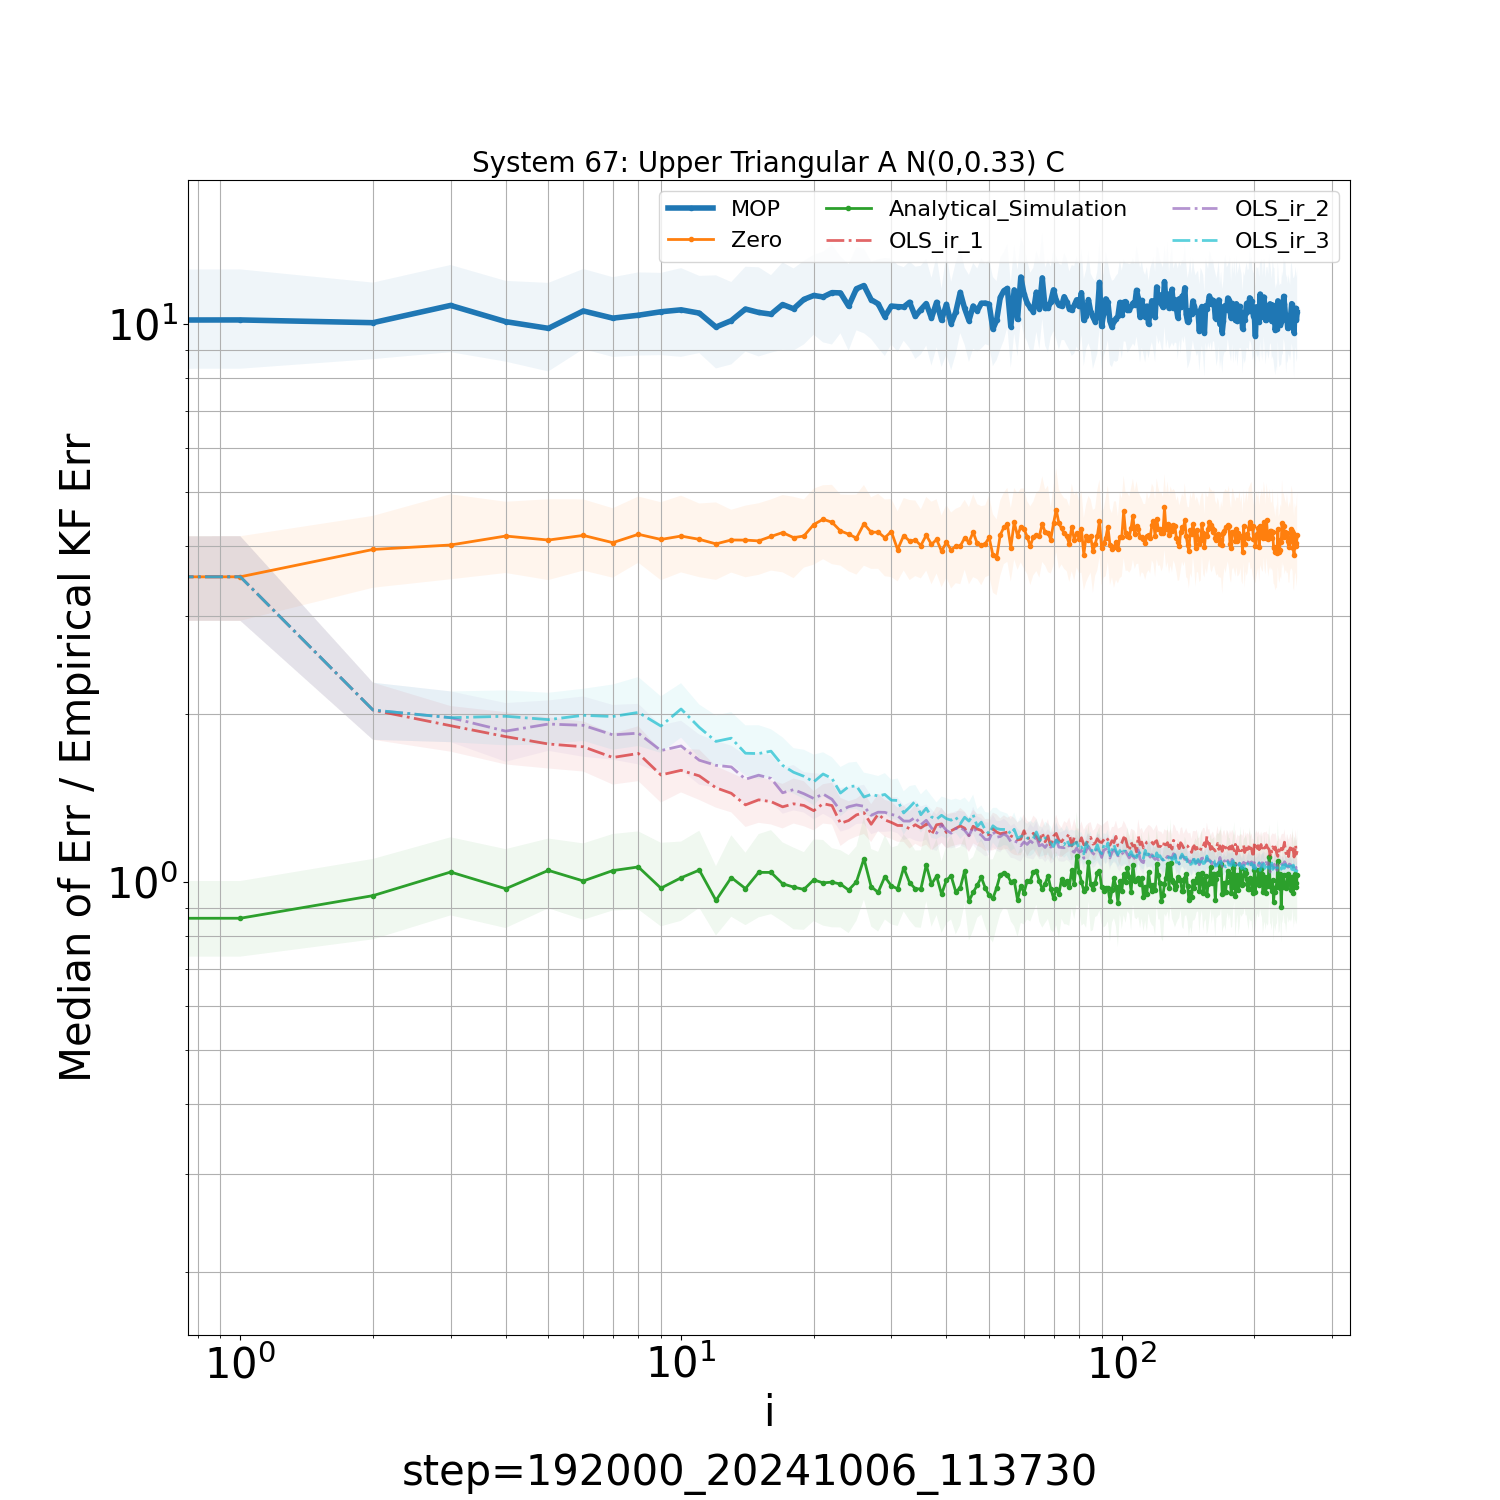 System 67: Upper Triangular A N(0,0.33) C
MOP
Zero
Analytical_Simulation
OLS_ir_1
OLS_ir_2
OLS_ir_3
Median of Err / Empirical KF Err
10¹
10⁰
10⁰ 10¹ 10²
i
step=192000_20241006_113730